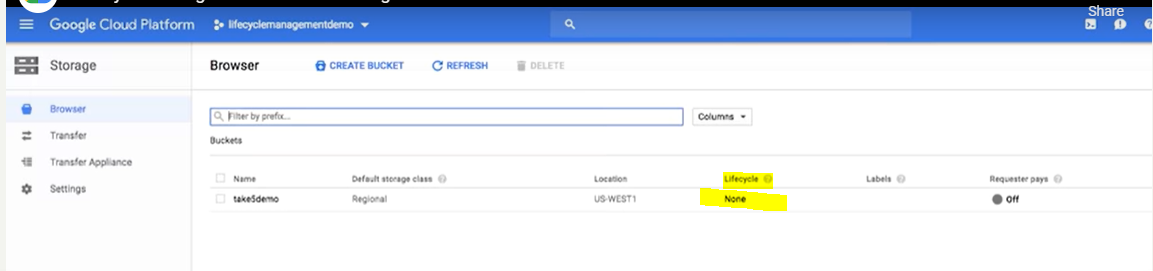 Share
Google Cloud Platform lifecyclemanagementdemo
Storage Browser CREATE BUCKET REFRESH DELETE
Browser
Transfer
Transfer Appliance
Settings
Filter by prefix... Columns
Buckets
Name Default storage class Location Lifecycle Labels Requester pays
take5demo Regional US-WEST1 None Off